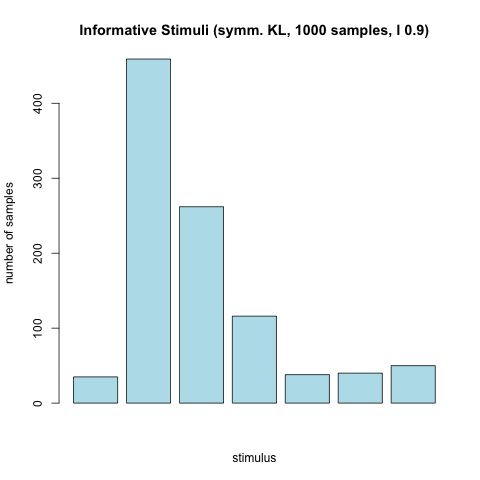 Informative Stimuli (symm. KL, 1000 samples, l 0.9)
number of samples
400
300
200
100
0
stimulus